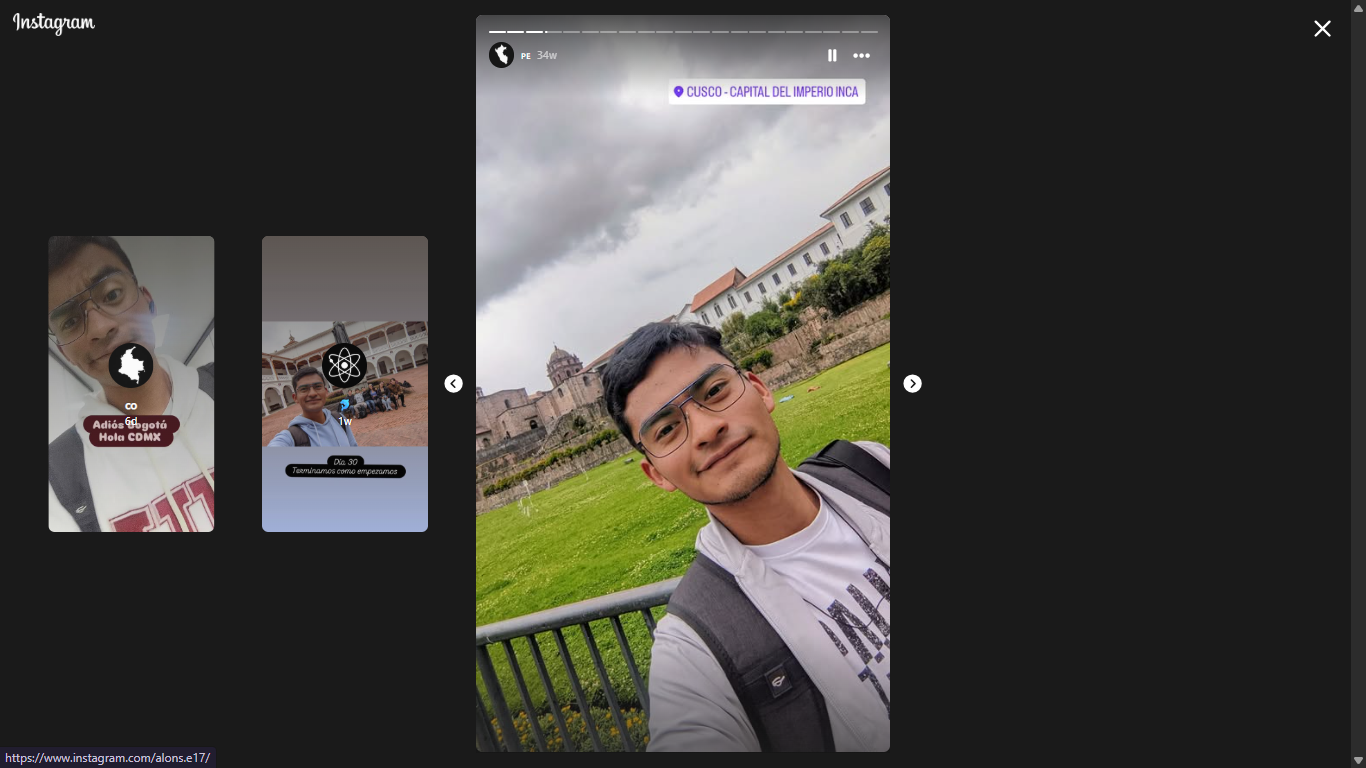 Instagram
PE 34w
CUSCO - CAPITAL DEL IMPERIO INCA
CO
6d
Adiós Bogotá
Hola CDMX
1w
Día 30
Terminamos como empezamos
https://www.instagram.com/alons.e17/